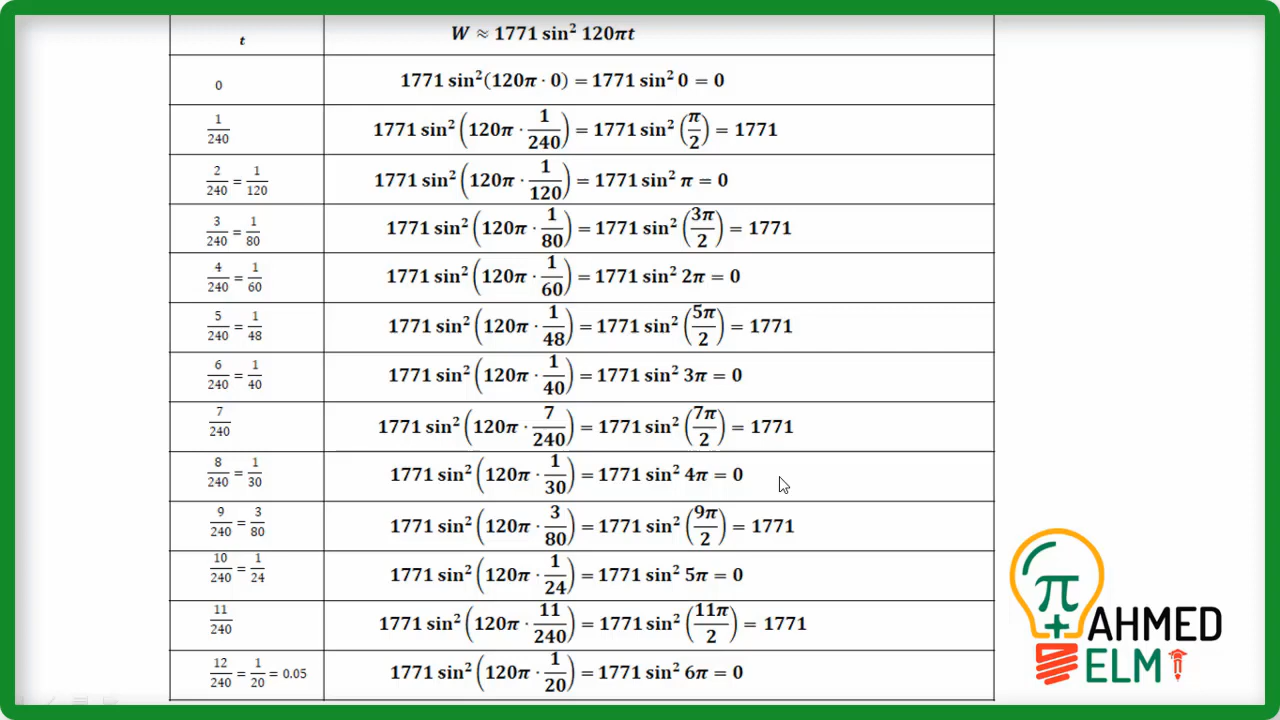 t W ≈ 1771 sin² 120πt
0 1771 sin²(120π · 0) = 1771 sin² 0 = 0
1/240 1771 sin² (120π · 1/240) = 1771 sin² (π/2) = 1771
2/240 = 1/120 1771 sin² (120π · 1/120) = 1771 sin² π = 0
3/240 = 1/80 1771 sin² (120π · 1/80) = 1771 sin² (3π/2) = 1771
4/240 = 1/60 1771 sin² (120π · 1/60) = 1771 sin² 2π = 0
5/240 = 1/48 1771 sin² (120π · 1/48) = 1771 sin² (5π/2) = 1771
6/240 = 1/40 1771 sin² (120π · 1/40) = 1771 sin² 3π = 0
7/240 1771 sin² (120π · 7/240) = 1771 sin² (7π/2) = 1771
8/240 = 1/30 1771 sin² (120π · 1/30) = 1771 sin² 4π = 0
9/240 = 3/80 1771 sin² (120π · 3/80) = 1771 sin² (9π/2) = 1771
10/240 = 1/24 1771 sin² (120π · 1/24) = 1771 sin² 5π = 0
11/240 1771 sin² (120π · 11/240) = 1771 sin² (11π/2) = 1771
12/240 = 1/20 = 0.05 1771 sin² (120π · 1/20) = 1771 sin² 6π = 0
π
+
AHMED
ELMI